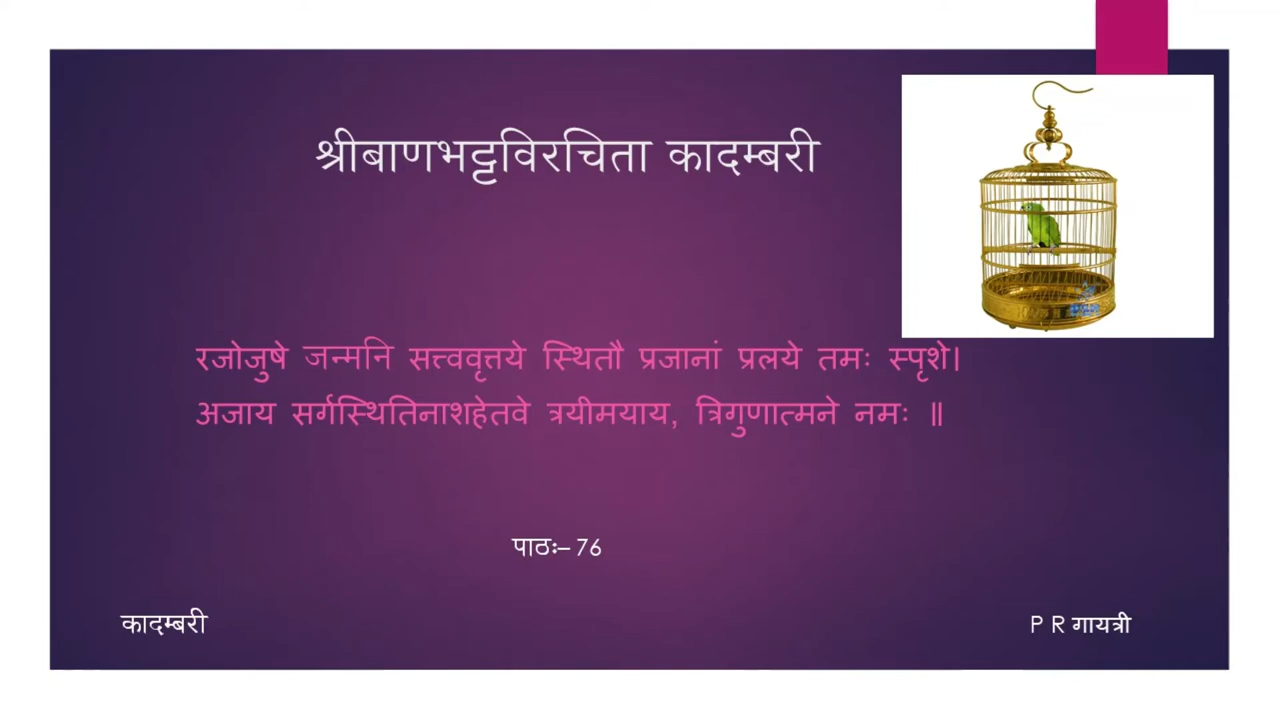 श्रीबाणभट्टविरचिता कादम्बरी
रजोजुषे जन्मनि सत्त्ववृत्तये स्थितौ प्रजानां प्रलये तमः स्पृशे।
अजाय सर्गस्थितिनाशहेतवे त्रयीमयाय, त्रिगुणात्मने नमः ॥
पाठः– 76
कादम्बरी
P R गायत्री